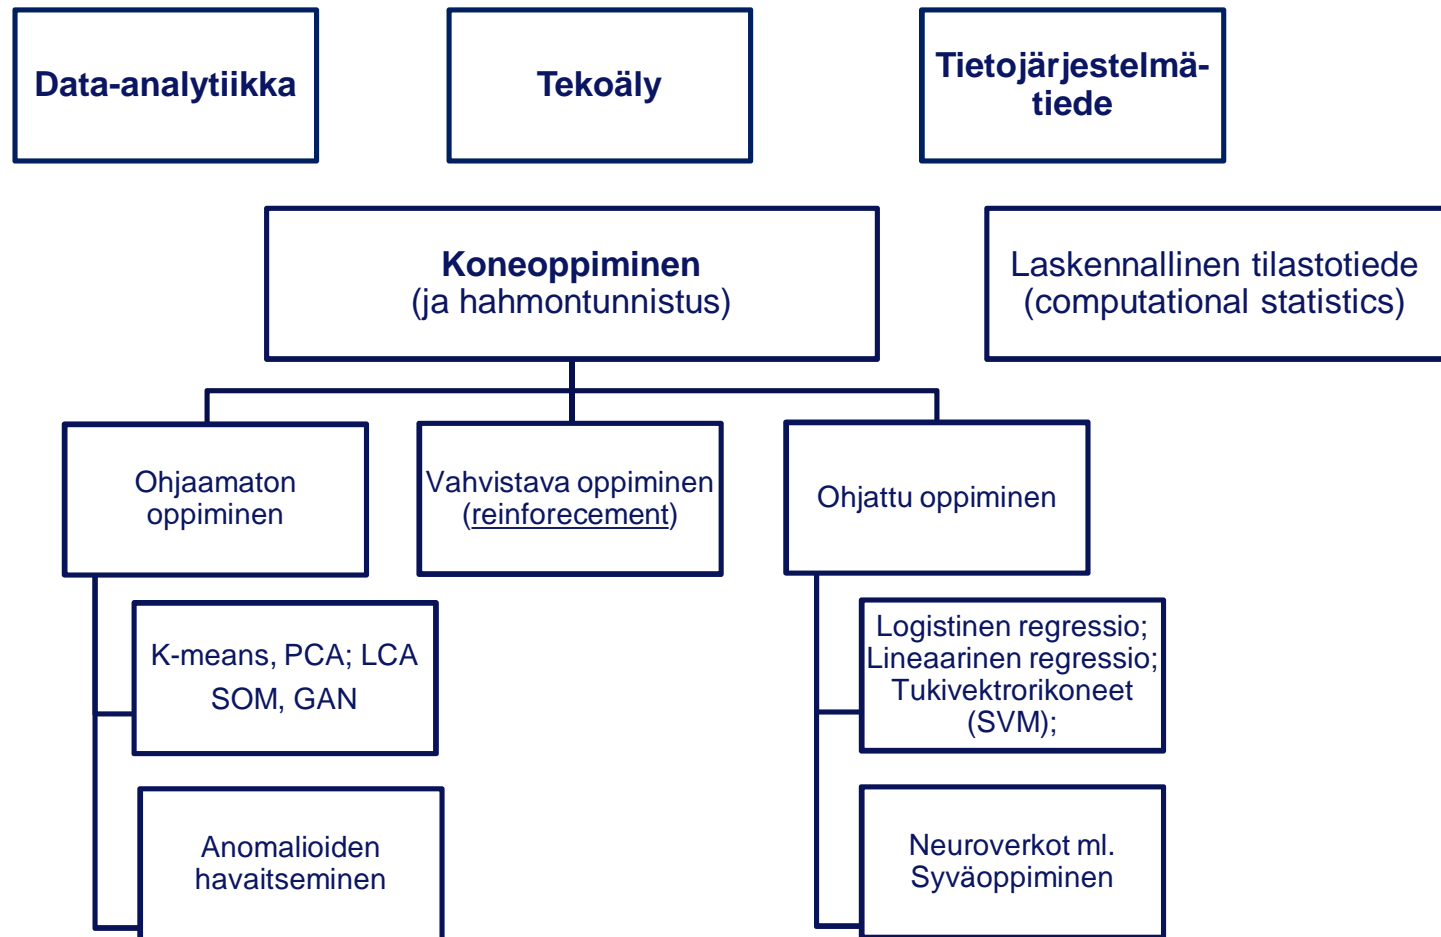 Data-analytiikka
Tekoäly
Tietojärjestelmä-
tiede
Koneoppiminen
(ja hahmontunnistus)
Laskennallinen tilastotiede
(computational statistics)
Ohjaamaton
oppiminen
Vahvistava oppiminen
(reinforecement)
Ohjattu oppiminen
K-means, PCA; LCA
SOM, GAN
Logistinen regressio;
Lineaarinen regressio;
Tukivektrorikoneet
(SVM);
Anomalioiden
havaitseminen
Neuroverkot ml.
Syväoppiminen